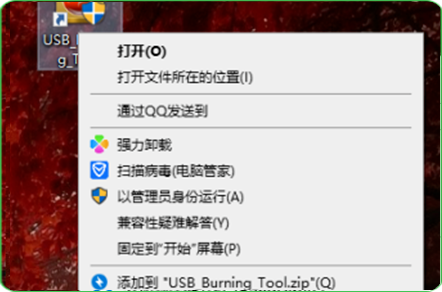 USB_
g_T
打开(O)
打开文件所在的位置(I)
通过QQ发送到
强力卸载
扫描病毒(电脑管家)
以管理员身份运行(A)
兼容性疑难解答(Y)
固定到"开始"屏幕(P)
添加到 "USB_Burning_Tool.zip"(Q)